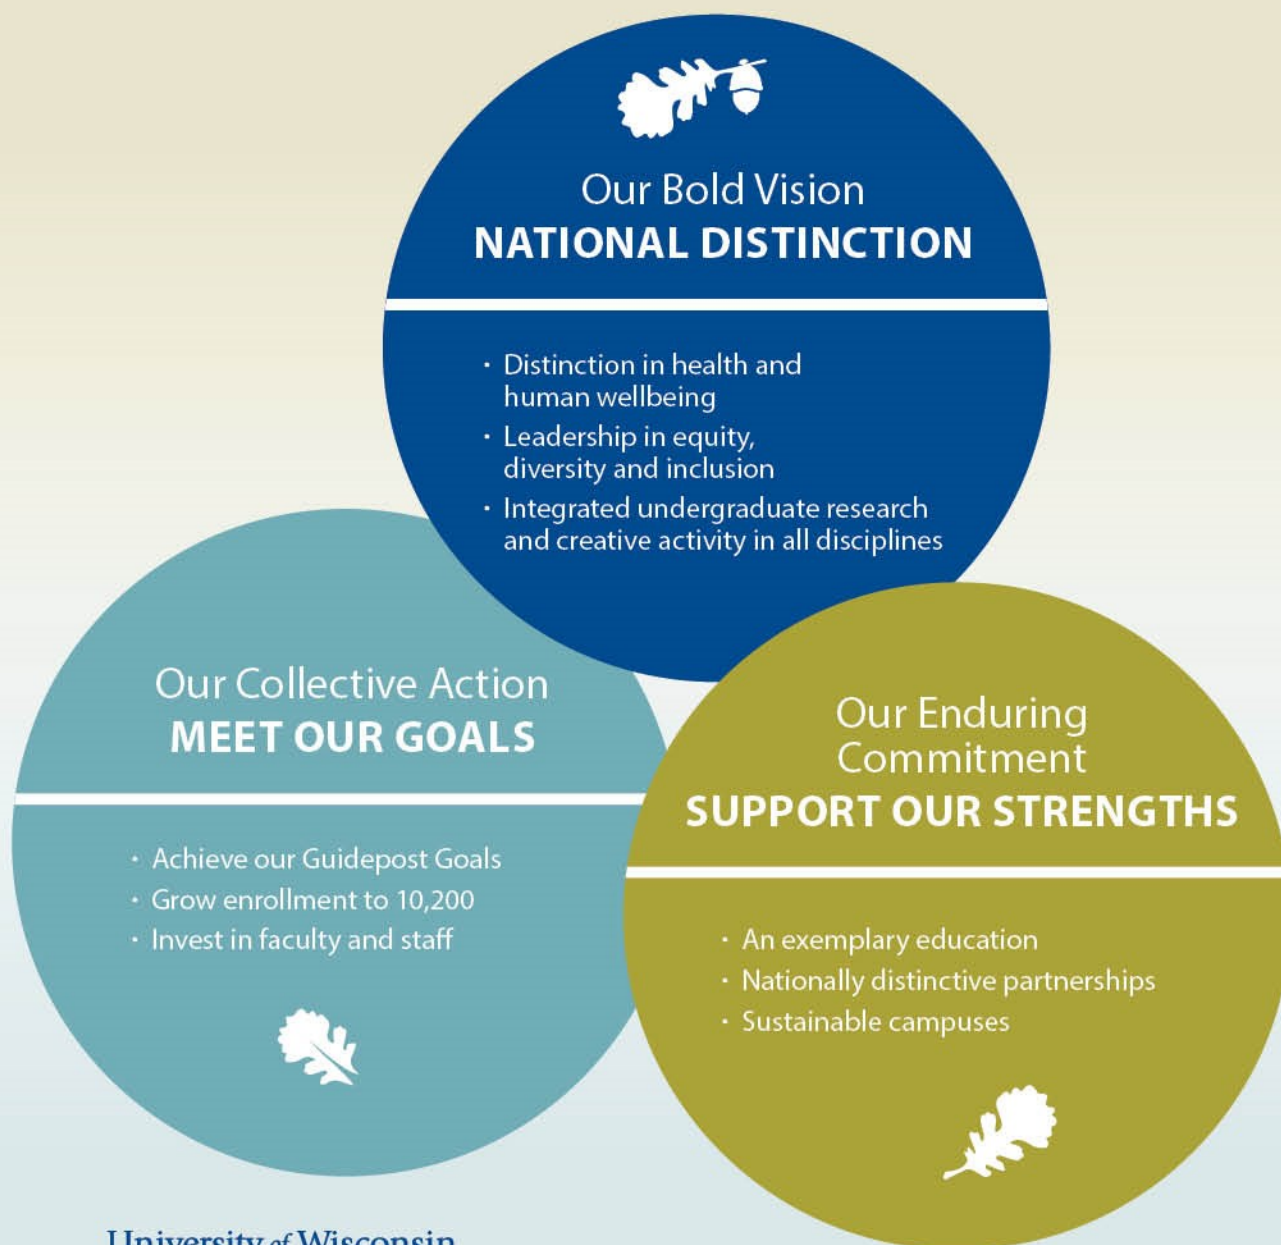 Our Bold Vision
NATIONAL DISTINCTION
· Distinction in health and
human wellbeing
· Leadership in equity,
diversity and inclusion
· Integrated undergraduate research
and creative activity in all disciplines
Our Collective Action
MEET OUR GOALS
· Achieve our Guidepost Goals
· Grow enrollment to 10,200
· Invest in faculty and staff
Our Enduring
Commitment
SUPPORT OUR STRENGTHS
· An exemplary education
· Nationally distinctive partnerships
· Sustainable campuses
University of Wisconsin